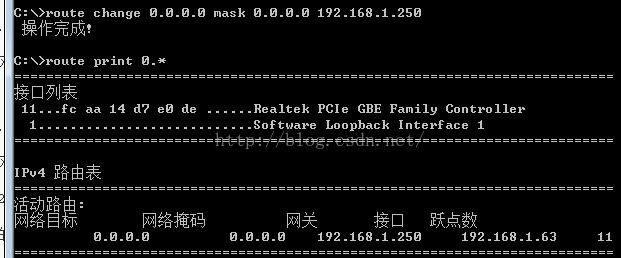 C:\>route change 0.0.0.0 mask 0.0.0.0 192.168.1.250
操作完成!
C:\>route print 0.*
===========================================================================
接口列表
11...fc aa 14 d7 e0 de ......Realtek PCIe GBE Family Controller
1...........................Software Loopback Interface 1
===========================================================================
http://blog.csdn.net/
IPv4 路由表
===========================================================================
活动路由:
网络目标 网络掩码 网关 接口 跃点数
0.0.0.0 0.0.0.0 192.168.1.250 192.168.1.63 11
===========================================================================